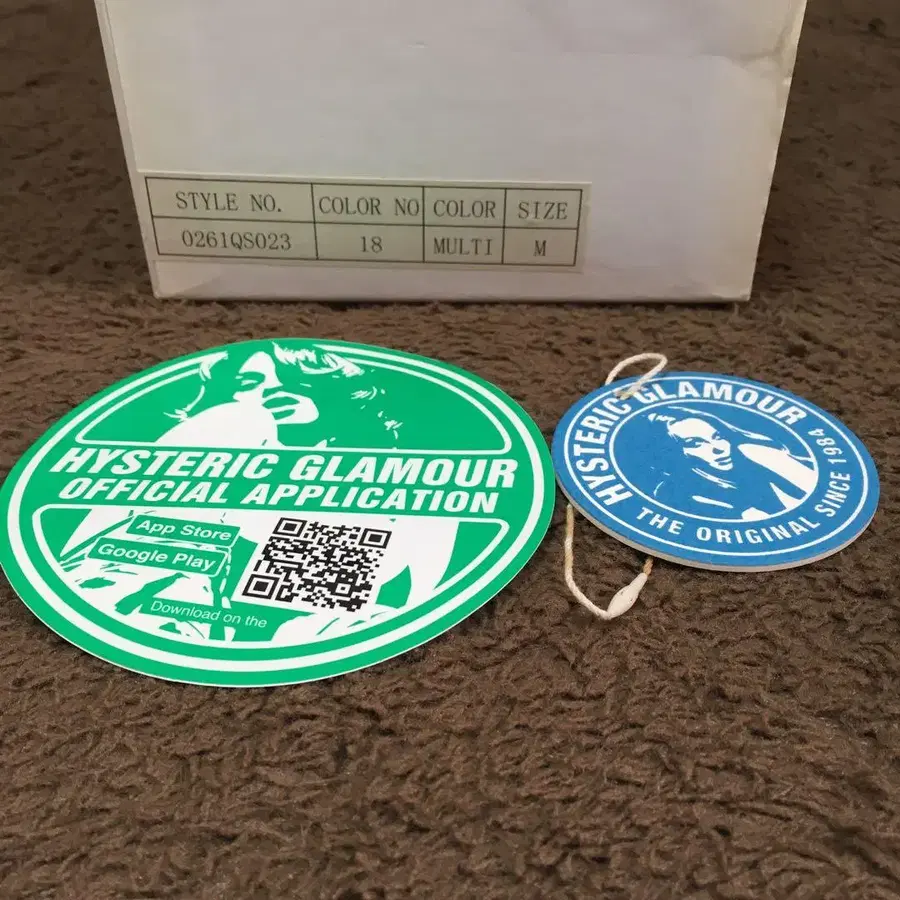 STYLE NO. COLOR NO COLOR SIZE
0261QS023 18 MULTI M
HYSTERIC GLAMOUR
OFFICIAL APPLICATION
App Store
Google Play
Download on the
HYSTERIC GLAMOUR
THE ORIGINAL SINCE 1984